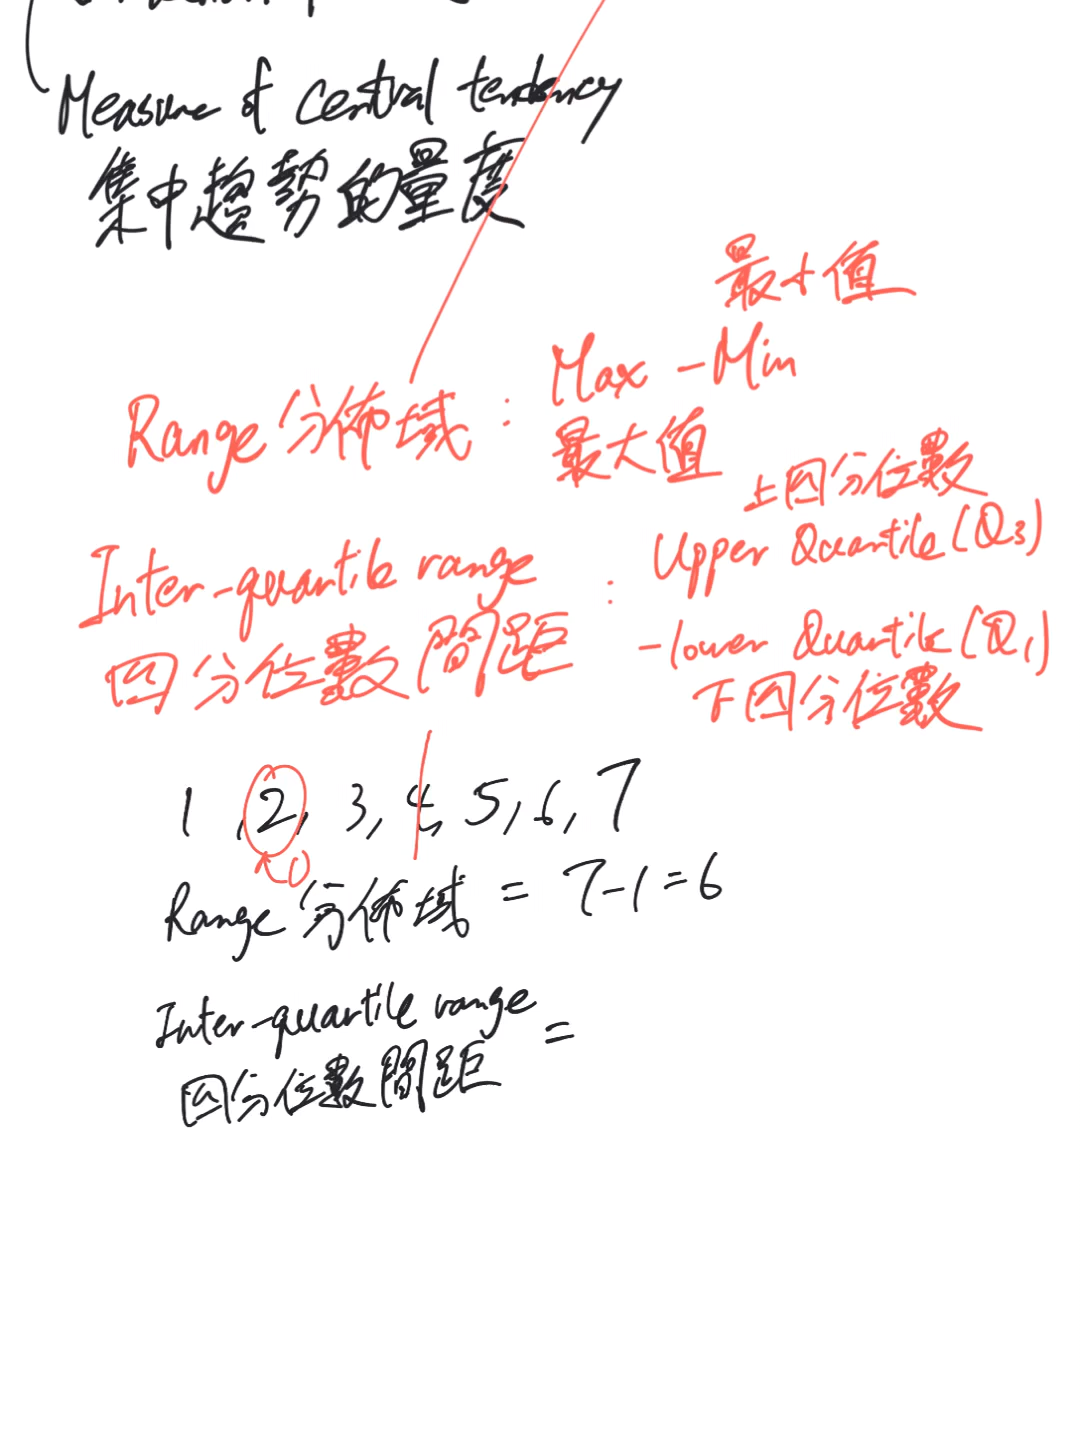 Measure of central tendency
集中趨勢的量度
最小值
Range 分佈域 : Max - Min
最大值
上四分位數
Inter-quantile range : Upper Quantile (Q3)
四分位數間距 - lower Quantile (Q1)
下四分位數
1, 2, 3, 4, 5, 6, 7
Range 分佈域 = 7-1=6
Inter-quartile range =
四分位數間距